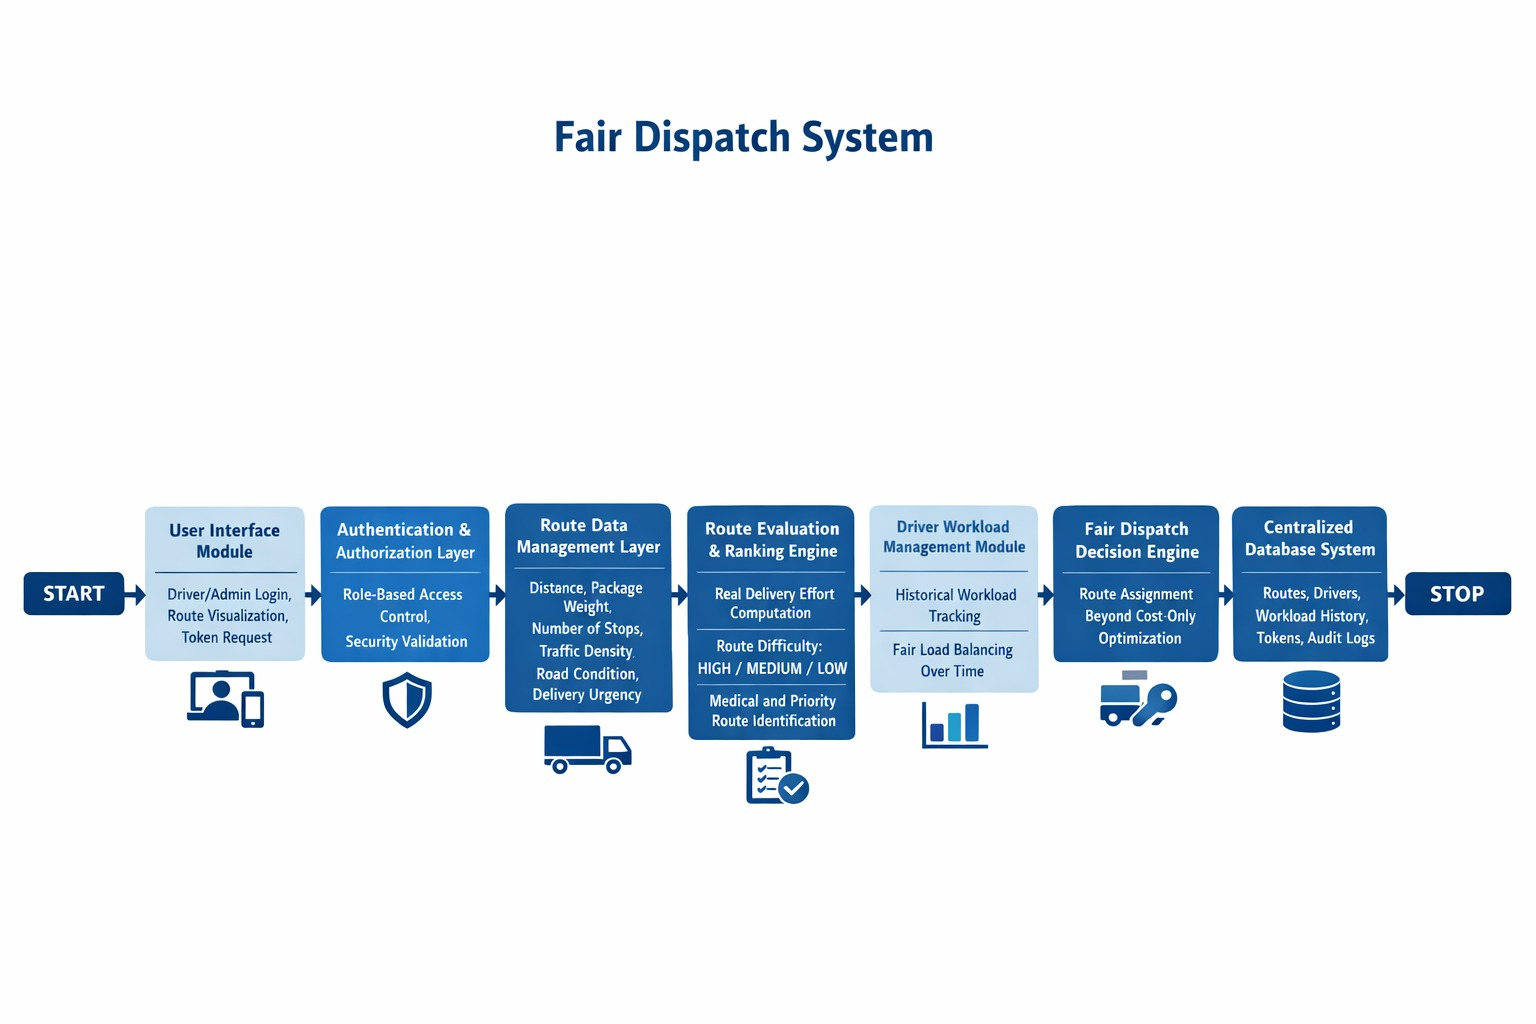 Fair Dispatch System
START
User Interface
Module
Driver/Admin Login,
Route Visualization,
Token Request
Authentication &
Authorization Layer
Role-Based Access
Control,
Security Validation
Route Data
Management Layer
Distance, Package
Weight,
Number of Stops,
Traffic Density.
Road Condition,
Delivery Urgency
Route Evaluation
& Ranking Engine
Real Delivery Effort
Computation
Route Difficulty:
HIGH / MEDIUM / LOW
Medical and Priority
Route Identification
Driver Workload
Management Module
Historical Workload
Tracking
Fair Load Balancing
Over Time
Fair Dispatch
Decision Engine
Route Assignment
Beyond Cost-Only
Optimization
Centralized
Database System
Routes, Drivers,
Workload History,
Tokens, Audit Logs
STOP